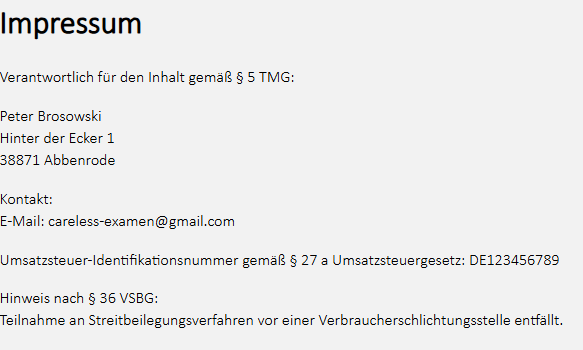 Impressum
Verantwortlich für den Inhalt gemäß § 5 TMG:
Peter Brosowski
Hinter der Ecker 1
38871 Abbenrode
Kontakt:
E-Mail: careless-examen@gmail.com
Umsatzsteuer-Identifikationsnummer gemäß § 27 a Umsatzsteuergesetz: DE123456789
Hinweis nach § 36 VSBG:
Teilnahme an Streitbeilegungsverfahren vor einer Verbraucherschlichtungsstelle entfällt.